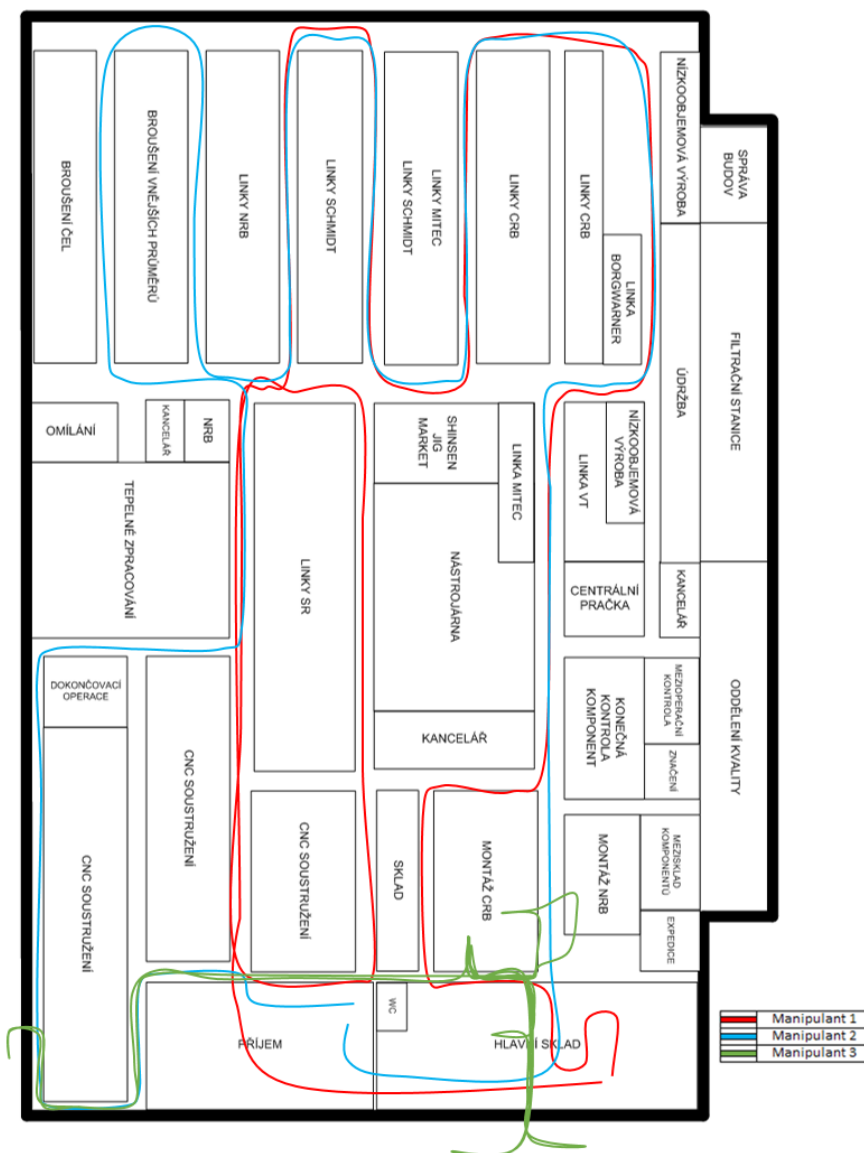 BROUŠENÍ ČEL
BROUŠENÍ VNĚJŠÍCH PRŮMĚRŮ
LINKY NRB
LINKY SCHMIDT
LINKY MITEC
LINKY SCHMIDT
LINKY CRB
LINKY CRB
LINKA
BORGWARNER
NÍZKOOBJEMOVÁ VÝROBA
SPRÁVA
BUDOV
ÚDRŽBA
FILTRAČNÍ STANICE
OMÍLÁNÍ
KANCELÁŘ
NRB
TEPELNÉ ZPRACOVÁNÍ
LINKY SR
SHINSEN
JIG
MARKET
LINKA MITEC
NÁSTROJÁRNA
KANCELÁŘ
LINKA VT
NÍZKOOBJEMOVÁ
VÝROBA
CENTRÁLNÍ
PRAČKA
KANCELÁŘ
ODDĚLENÍ KVALITY
DOKONČOVACÍ
OPERACE
CNC SOUSTRUŽENÍ
CNC SOUSTRUŽENÍ
CNC SOUSTRUŽENÍ
SKLAD
MONTÁŽ CRB
KONEČNÁ
KONTROLA
KOMPONENT
MEZIOPERAČNÍ
KONTROLA
ZNAČENÍ
MONTÁŽ NRB
MEZISKLAD
KOMPONENTŮ
EXPEDICE
PŘÍJEM
WC
HLAVNÍ SKLAD
Manipulant 1
Manipulant 2
Manipulant 3